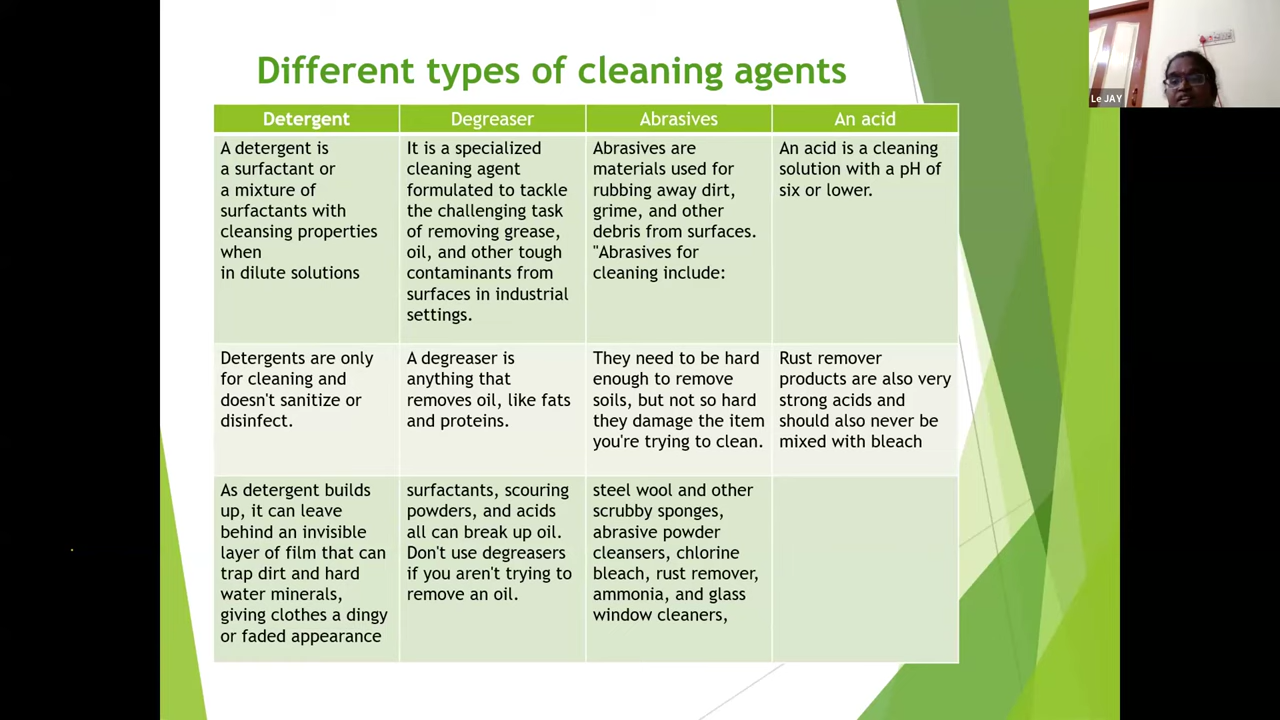 Different types of cleaning agents
Detergent
Degreaser
Abrasives
An acid
A detergent is
a surfactant or
a mixture of
surfactants with
cleansing properties
when
in dilute solutions
It is a specialized
cleaning agent
formulated to tackle
the challenging task
of removing grease,
oil, and other tough
contaminants from
surfaces in industrial
settings.
Abrasives are
materials used for
rubbing away dirt,
grime, and other
debris from surfaces.
"Abrasives for
cleaning include:
An acid is a cleaning
solution with a pH of
six or lower.
Detergents are only
for cleaning and
doesn't sanitize or
disinfect.
A degreaser is
anything that
removes oil, like fats
and proteins.
They need to be hard
enough to remove
soils, but not so hard
they damage the item
you're trying to clean.
Rust remover
products are also very
strong acids and
should also never be
mixed with bleach
As detergent builds
up, it can leave
behind an invisible
layer of film that can
trap dirt and hard
water minerals,
giving clothes a dingy
or faded appearance
surfactants, scouring
powders, and acids
all can break up oil.
Don't use degreasers
if you aren't trying to
remove an oil.
steel wool and other
scrubby sponges,
abrasive powder
cleansers, chlorine
bleach, rust remover,
ammonia, and glass
window cleaners,
Le JAY